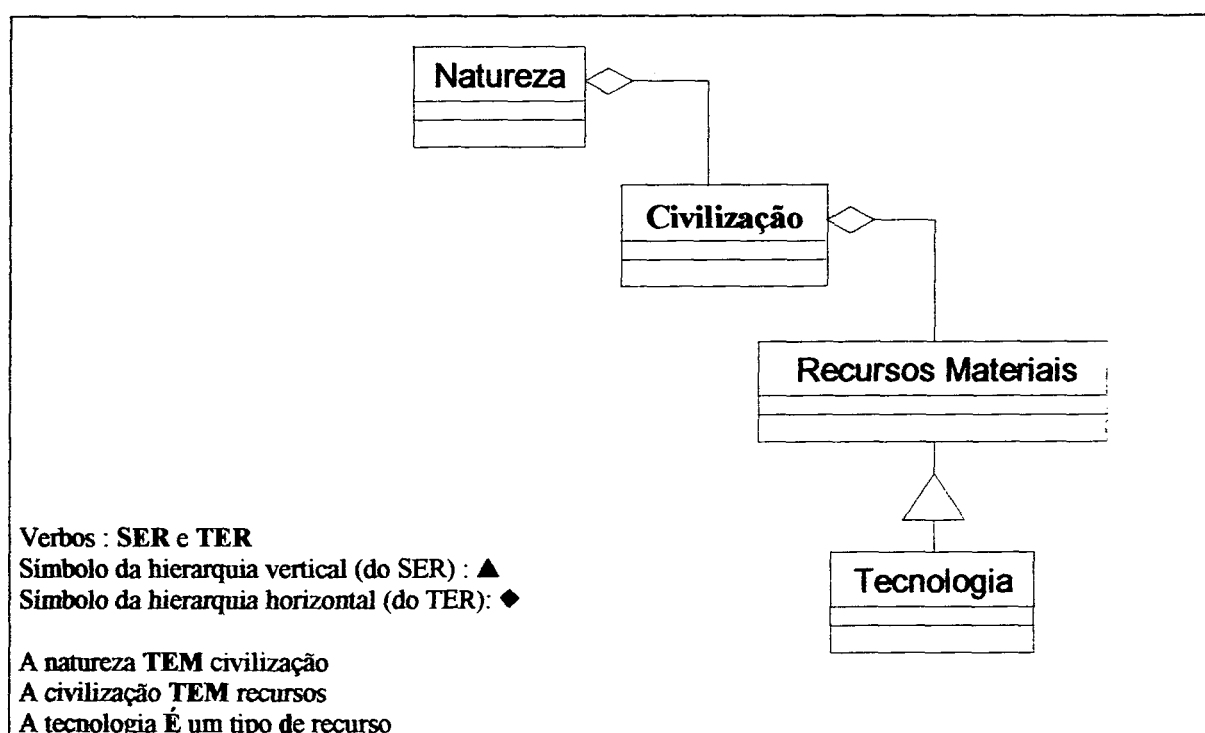 Natureza
Civilização
Recursos Materiais
Tecnologia
Verbos : SER e TER
Símbolo da hierarquia vertical (do SER) : ▲
Símbolo da hierarquia horizontal (do TER): ◆
A natureza TEM civilização
A civilização TEM recursos
A tecnologia É um tipo de recurso